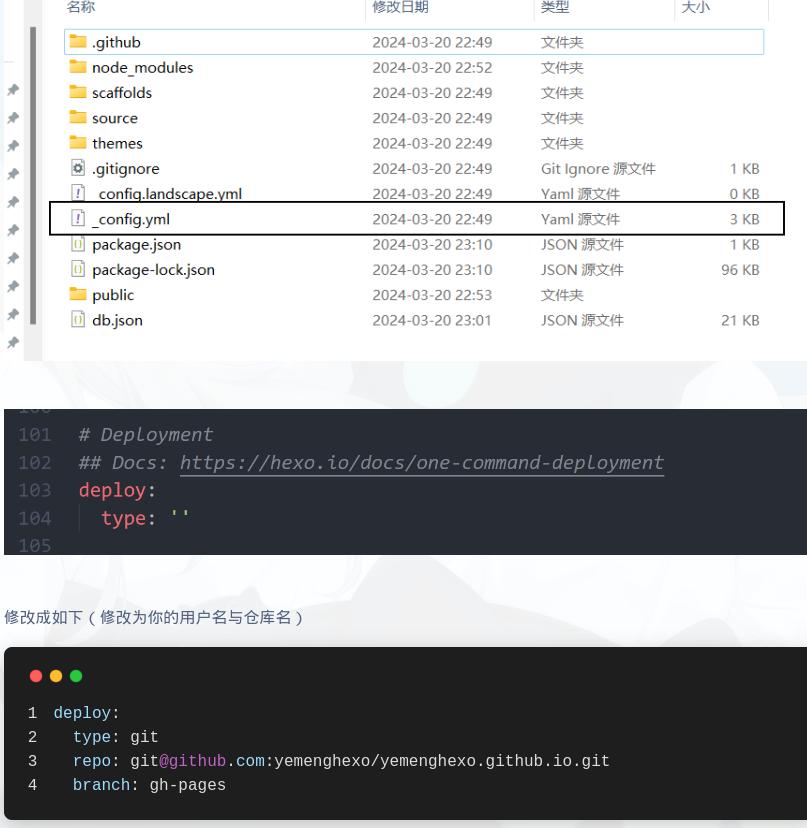 名称 修改日期 类型 大小
.github 2024-03-20 22:49 文件夹
node_modules 2024-03-20 22:52 文件夹
scaffolds 2024-03-20 22:49 文件夹
source 2024-03-20 22:49 文件夹
themes 2024-03-20 22:49 文件夹
.gitignore 2024-03-20 22:49 Git Ignore 源文件 1 KB
_config.landscape.yml 2024-03-20 22:49 Yaml 源文件 0 KB
_config.yml 2024-03-20 22:49 Yaml 源文件 3 KB
package.json 2024-03-20 23:10 JSON 源文件 1 KB
package-lock.json 2024-03-20 23:10 JSON 源文件 96 KB
public 2024-03-20 22:53 文件夹
db.json 2024-03-20 23:01 JSON 源文件 21 KB
100
101 # Deployment
102 ## Docs: https://hexo.io/docs/one-command-deployment
103 deploy:
104 type: ''
105
修改成如下（修改为你的用户名与仓库名）
1 deploy:
2 type: git
3 repo: git@github.com:yemenghexo/yemenghexo.github.io.git
4 branch: gh-pages